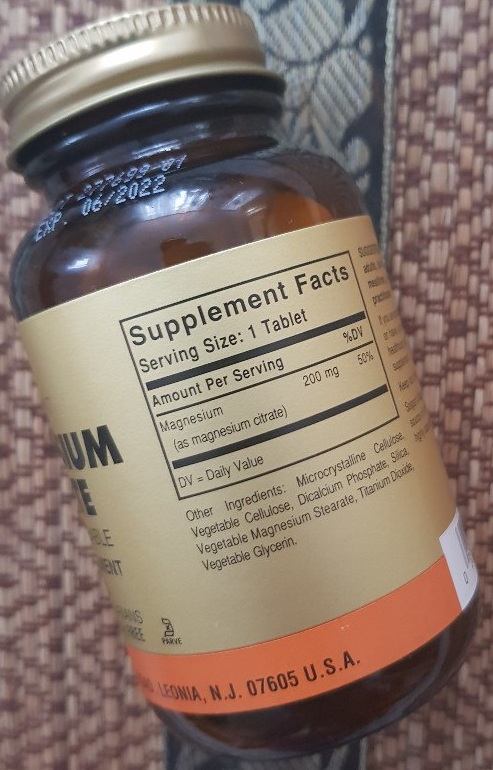 EXP. 06/2022
Supplement Facts
Serving Size: 1 Tablet
%DV
Amount Per Serving
Magnesium 200 mg 50%
(as magnesium citrate)
DV = Daily Value
Other Ingredients: Microcrystalline Cellulose,
Vegetable Cellulose, Dicalcium Phosphate, Silica,
Vegetable Magnesium Stearate, Titanium Dioxide,
Vegetable Glycerin.
PARVE
LEONIA, N.J. 07605 U.S.A.